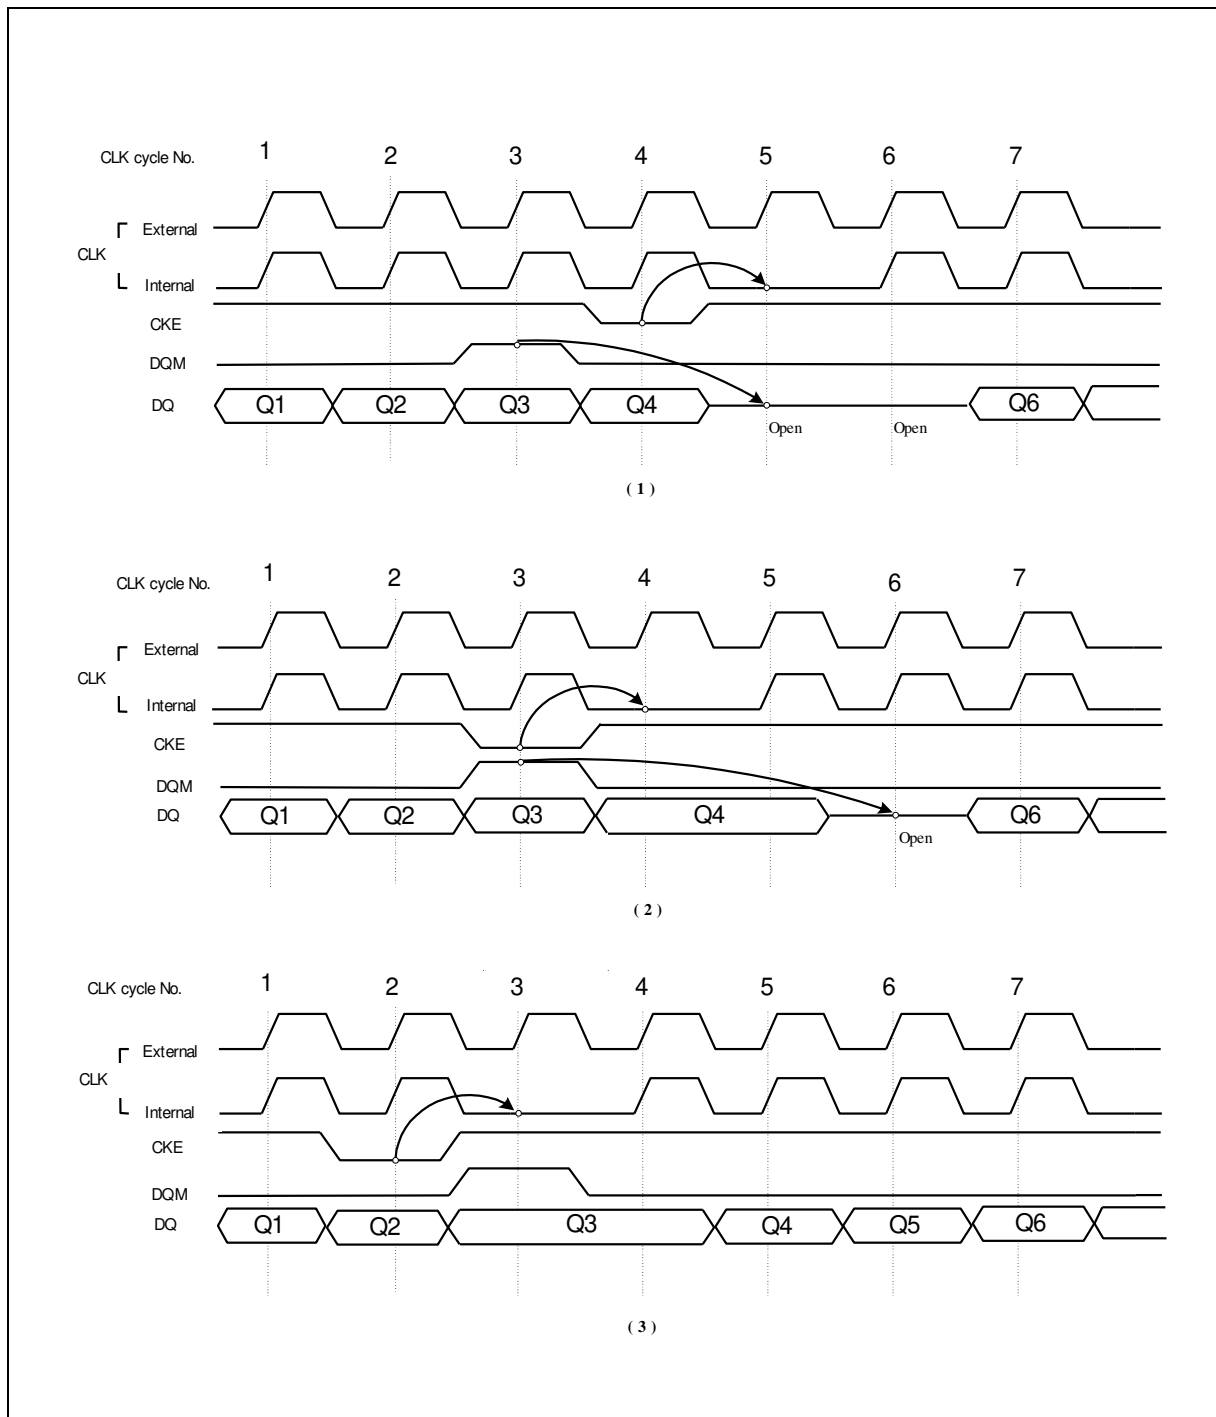 CLK cycle No. 1 2 3 4 5 6 7
External
CLK
Internal
CKE
DQM
DQ Q1 Q2 Q3 Q4 Q6
Open Open
( 1 )
CLK cycle No. 1 2 3 4 5 6 7
External
CLK
Internal
CKE
DQM
DQ Q1 Q2 Q3 Q4 Q6
Open
( 2 )
CLK cycle No. 1 2 3 4 5 6 7
External
CLK
Internal
CKE
DQM
DQ Q1 Q2 Q3 Q4 Q5 Q6
( 3 )